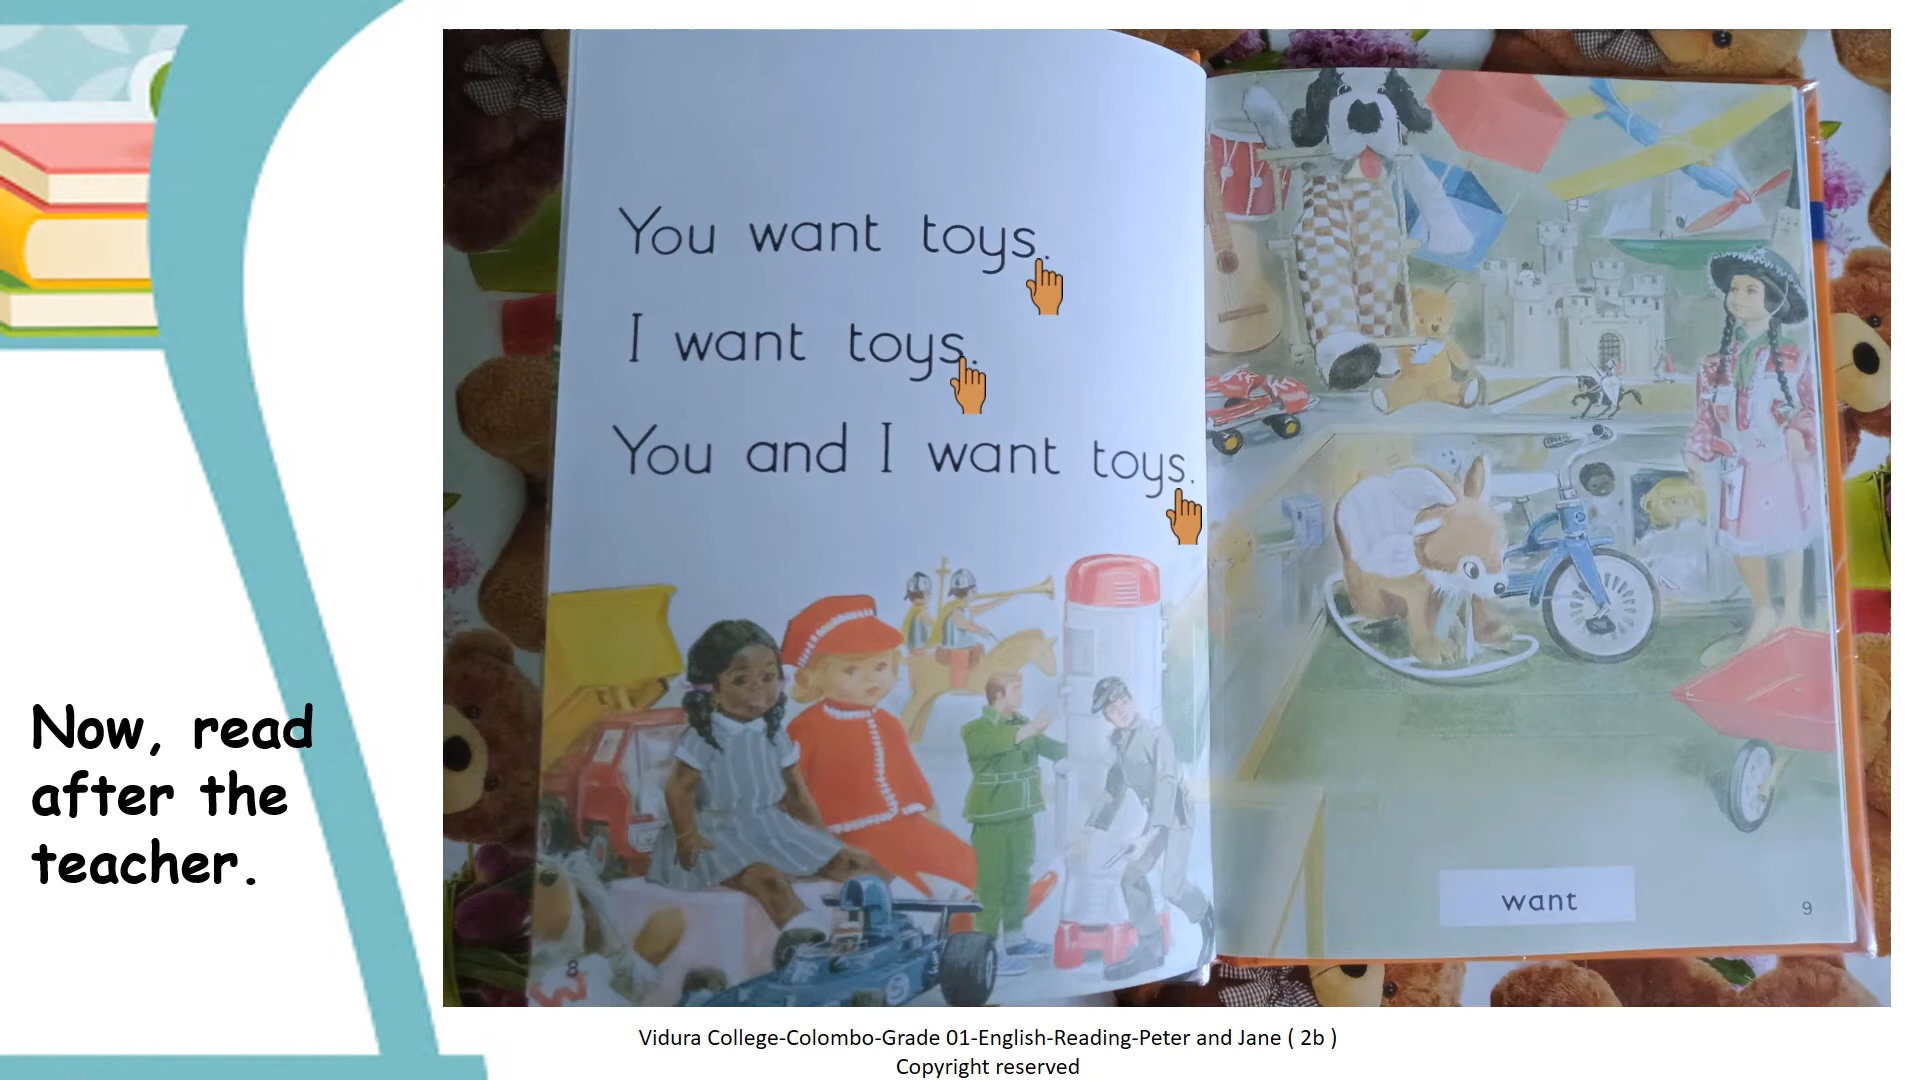 You want toys.
I want toys.
You and I want toys.
8
want
9
Now, read
after the
teacher.
5
Vidura College-Colombo-Grade 01-English-Reading-Peter and Jane ( 2b )
Copyright reserved